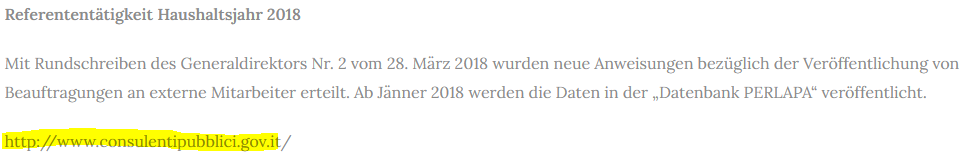 Referententätigkeit Haushaltsjahr 2018
Mit Rundschreiben des Generaldirektors Nr. 2 vom 28. März 2018 wurden neue Anweisungen bezüglich der Veröffentlichung von
Beauftragungen an externe Mitarbeiter erteilt. Ab Jänner 2018 werden die Daten in der „Datenbank PERLAPA“ veröffentlicht.
http://www.consulentipubblici.gov.it/